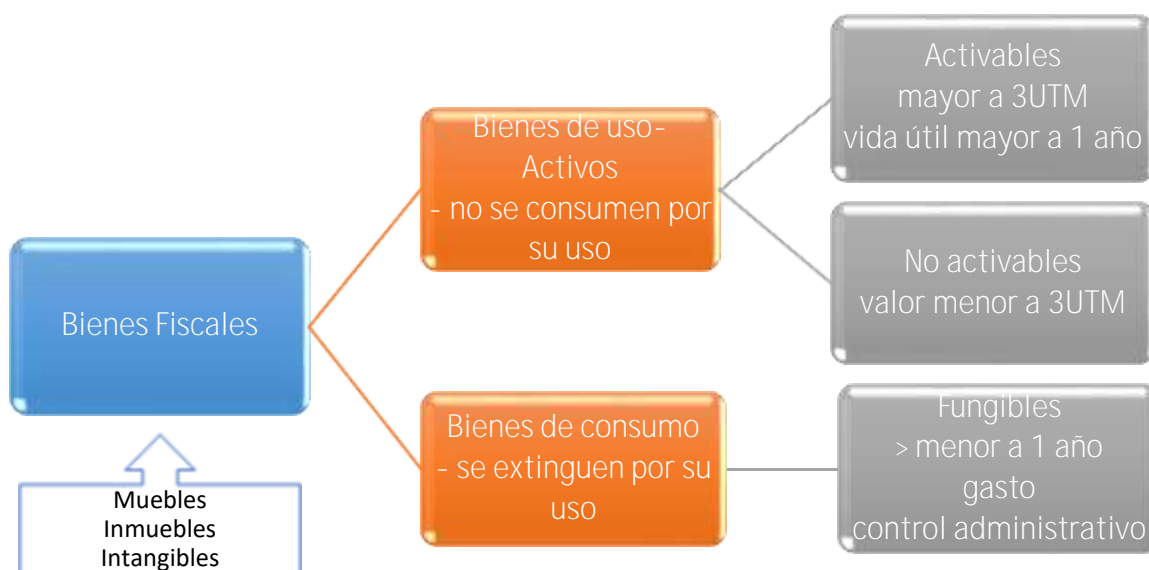 Bienes Fiscales
Muebles
Inmuebles
Intangibles
Bienes de uso-
Activos
- no se consumen por
su uso
Bienes de consumo
- se extinguen por su
uso
Activables
mayor a 3UTM
vida útil mayor a 1 año
No activables
valor menor a 3UTM
Fungibles
> menor a 1 año
gasto
control administrativo